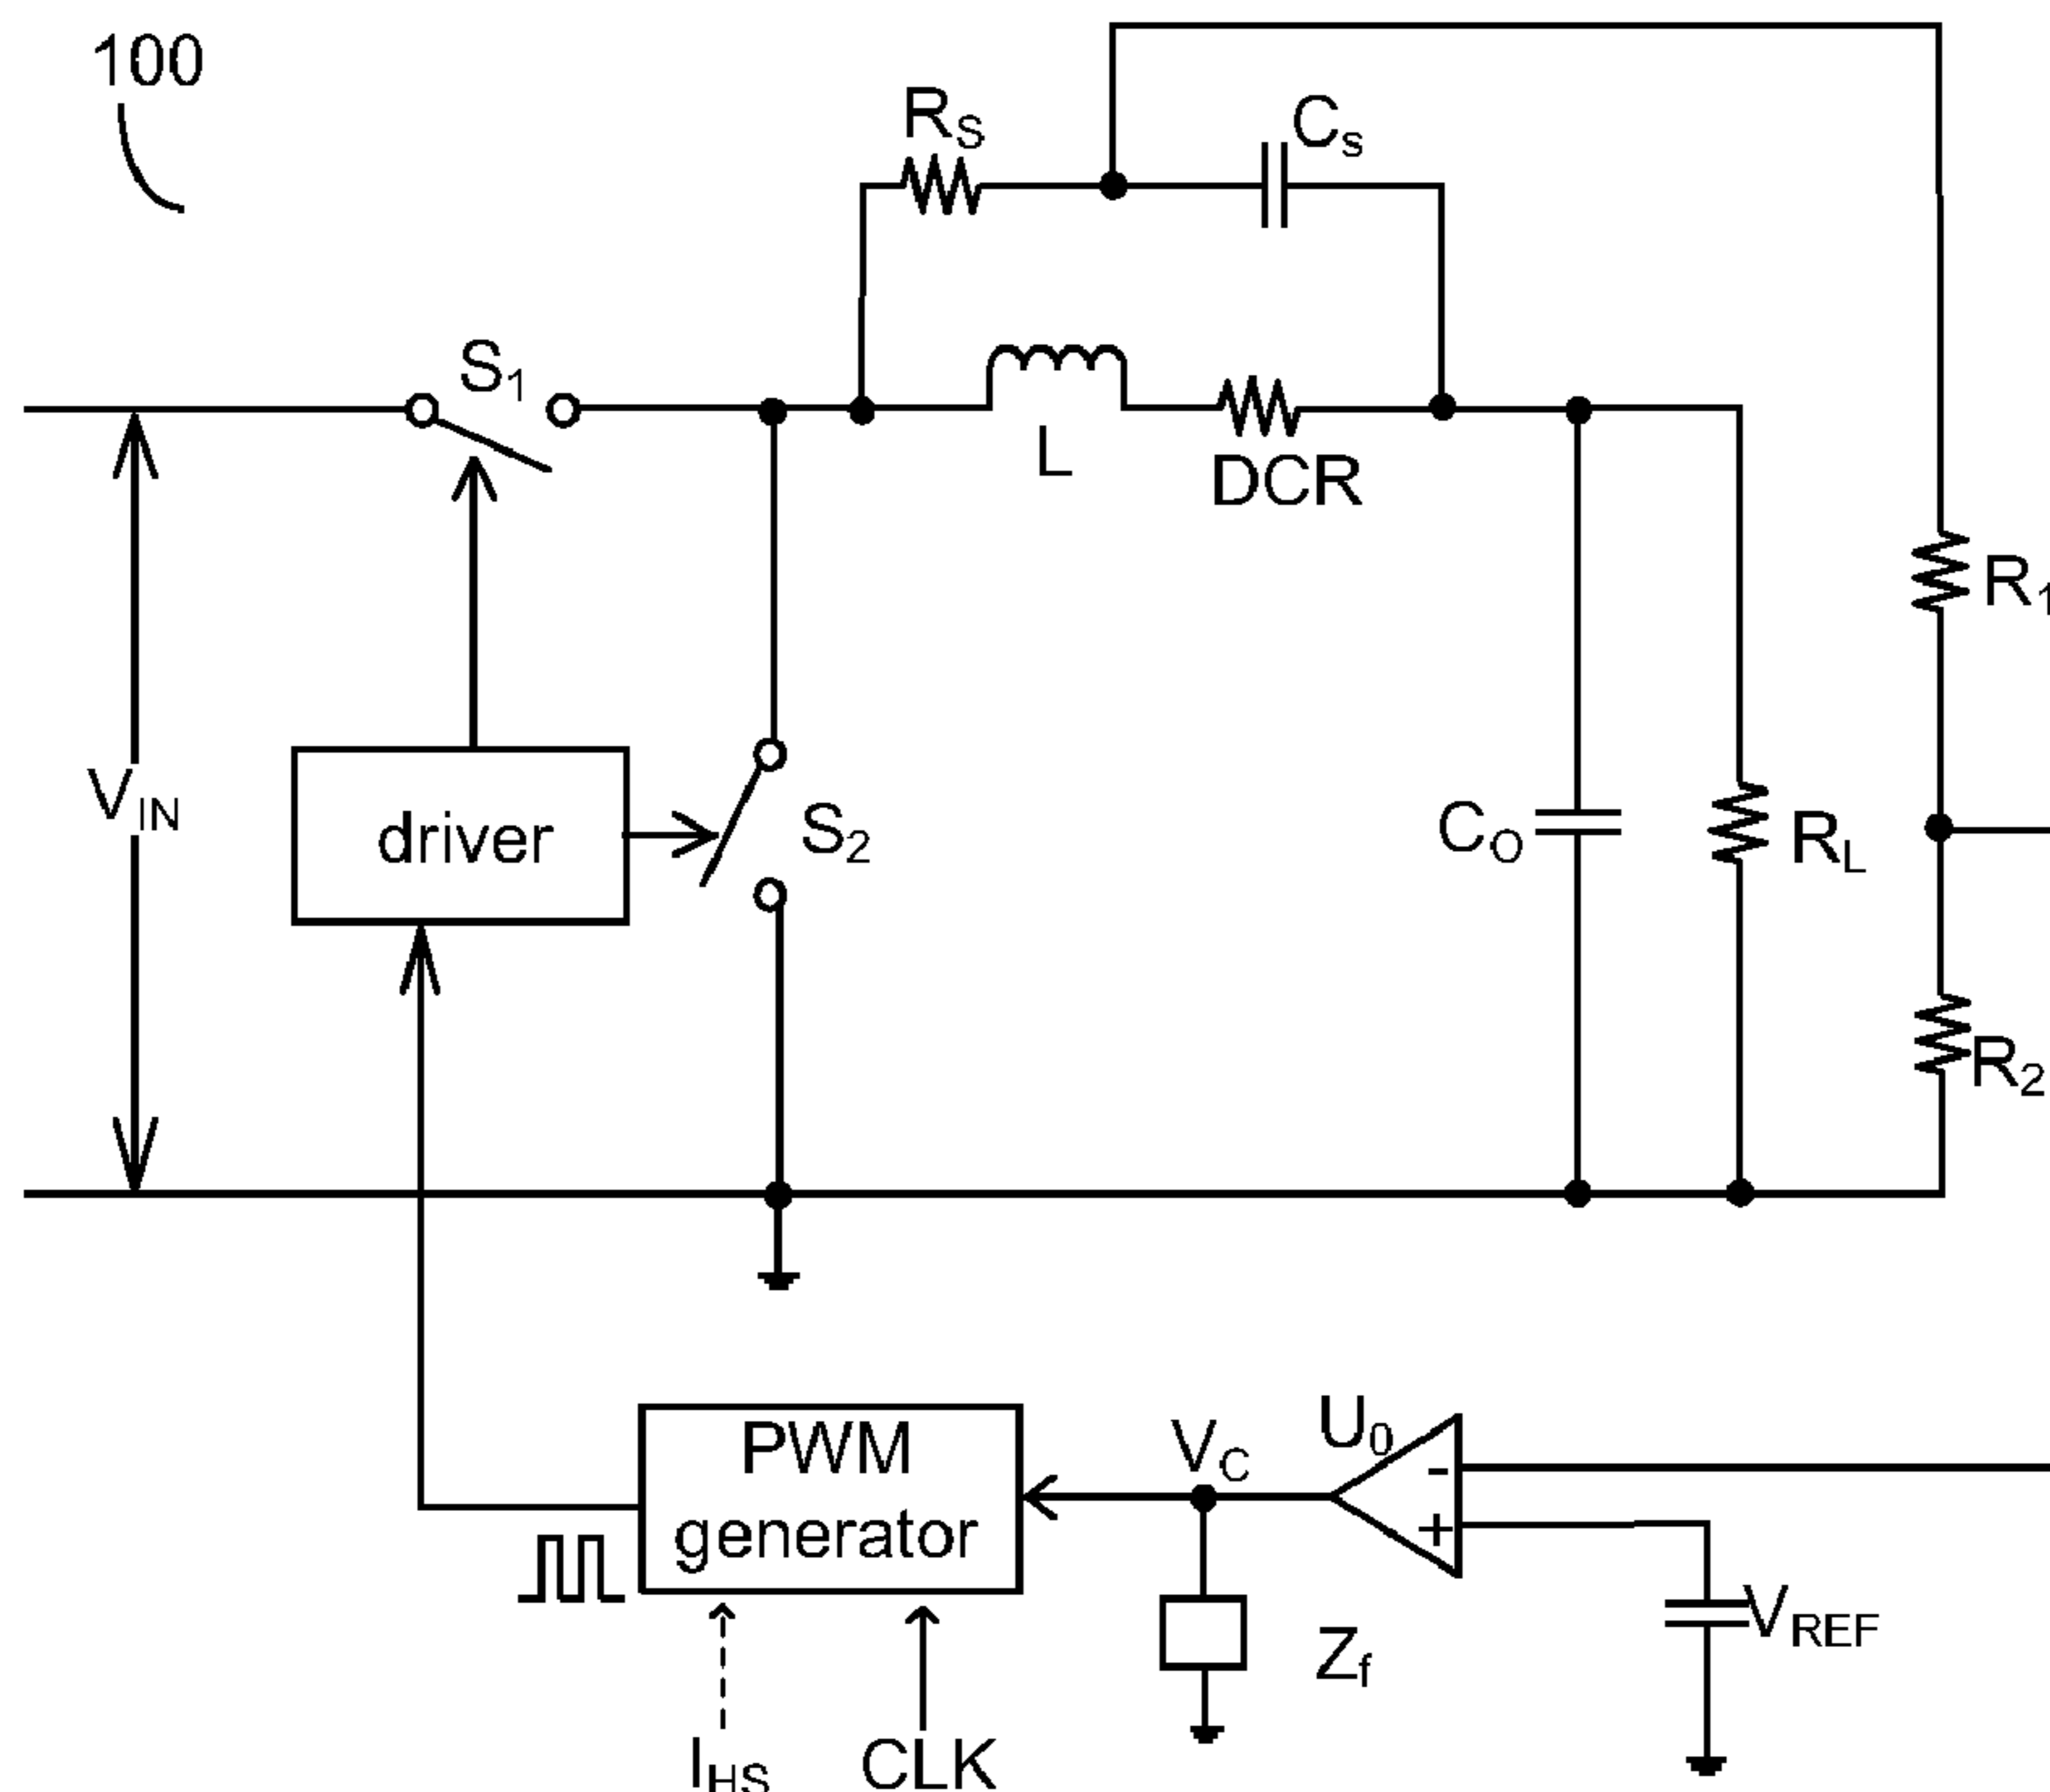 100
R_S
C_s
S_1
L
DCR
R_1
V_IN
driver
S_2
C_O
R_L
R_2
PWM
generator
V_C
U_0
-
+
Z_f
V_REF
I_HS
CLK